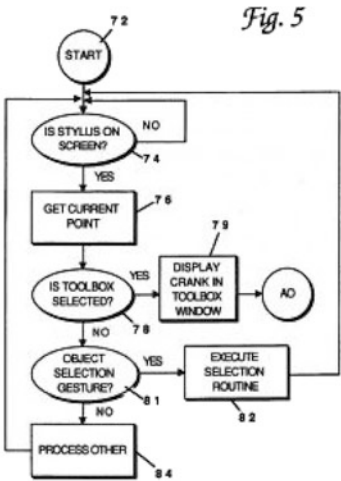 Fig. 5
72
START
IS STYLUS ON
SCREEN?
NO
74
YES
GET CURRENT
POINT
76
79
IS TOOLBOX
SELECTED?
YES
78
DISPLAY
CRANK IN
TOOLBOX
WINDOW
AO
NO
OBJECT
SELECTION
GESTURE?
YES
81
EXECUTE
SELECTION
ROUTINE
82
NO
PROCESS OTHER
84